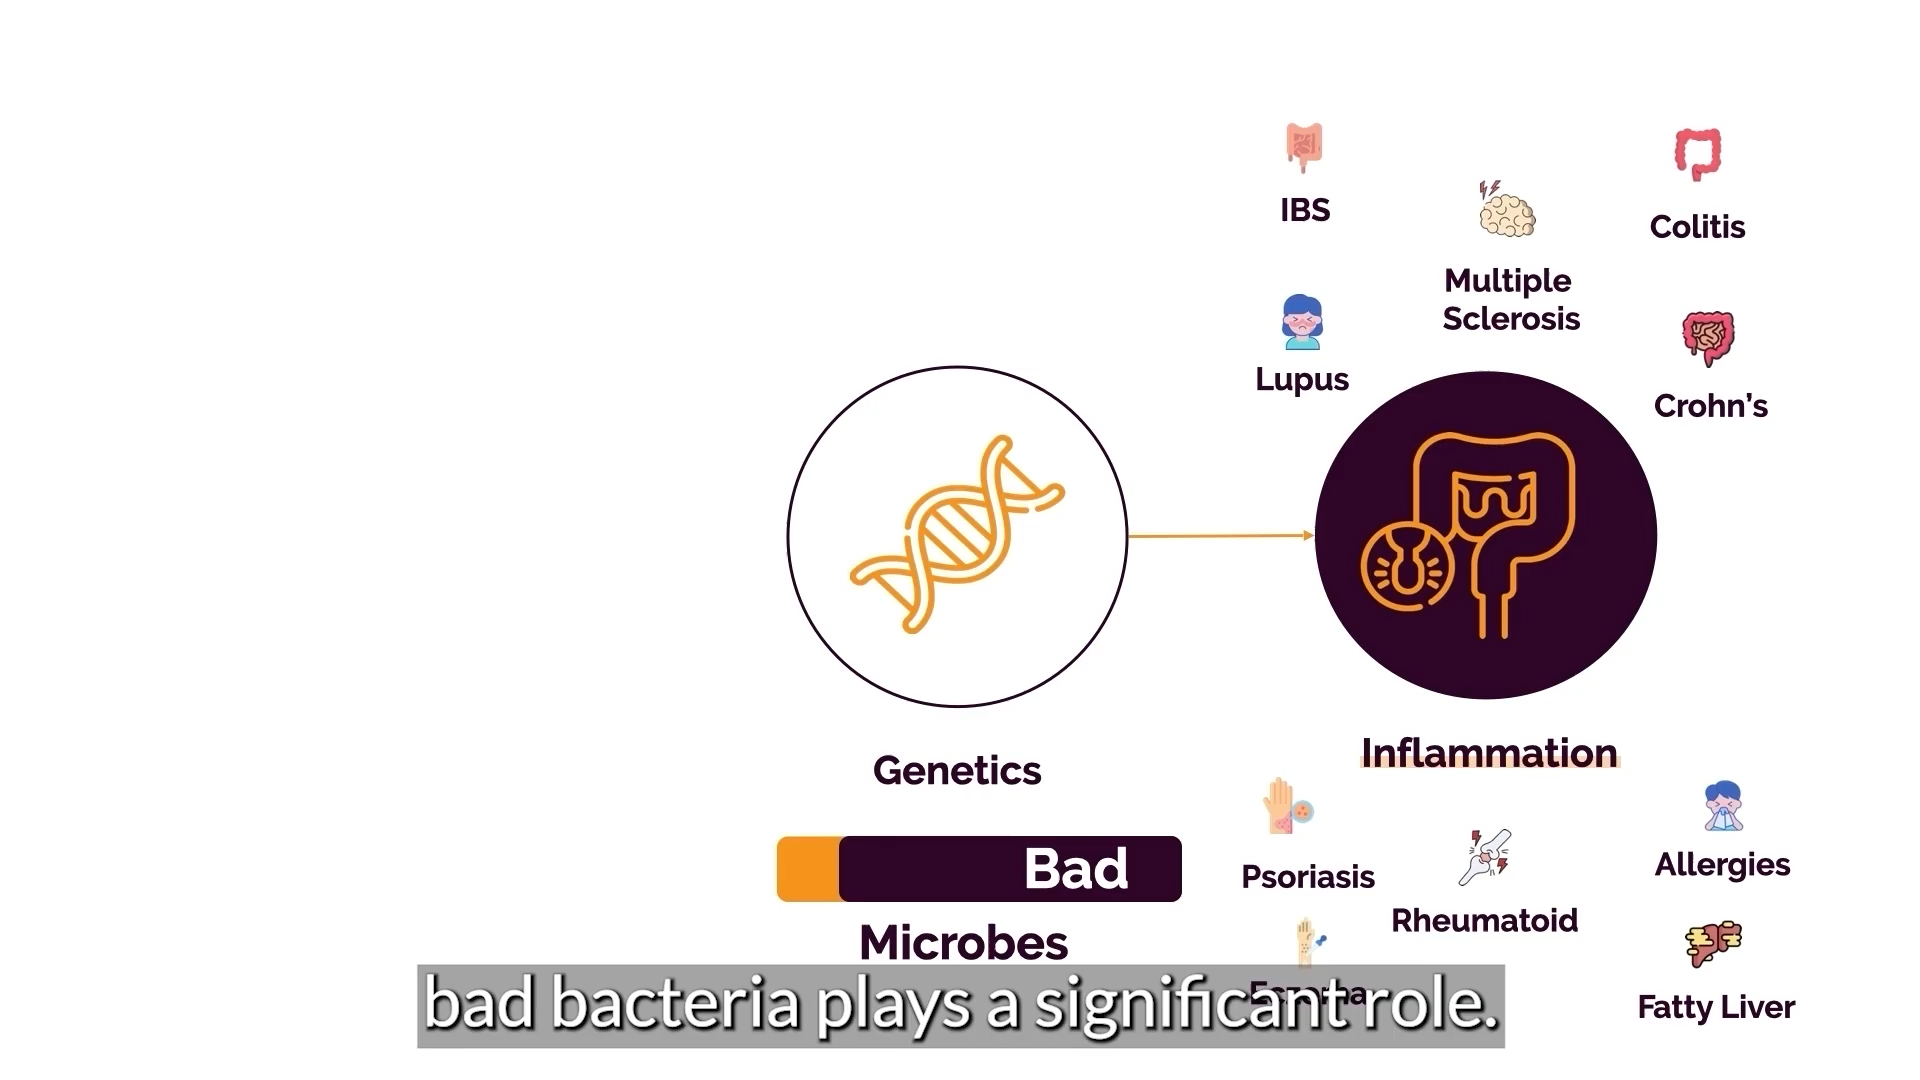 IBS
Colitis
Multiple
Sclerosis
Lupus
Crohn's
Genetics
Inflammation
Bad
Microbes
Psoriasis
Rheumatoid
Allergies
Eczema
Fatty Liver
bad bacteria plays a significant role.